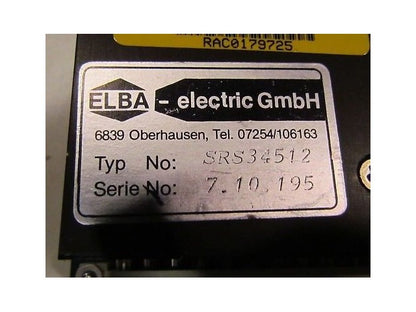 RAC0179725
ELBA - electric GmbH
6839 Oberhausen, Tel. 07254/106163
Typ No: SRS34512
Serie No: 7.10.195